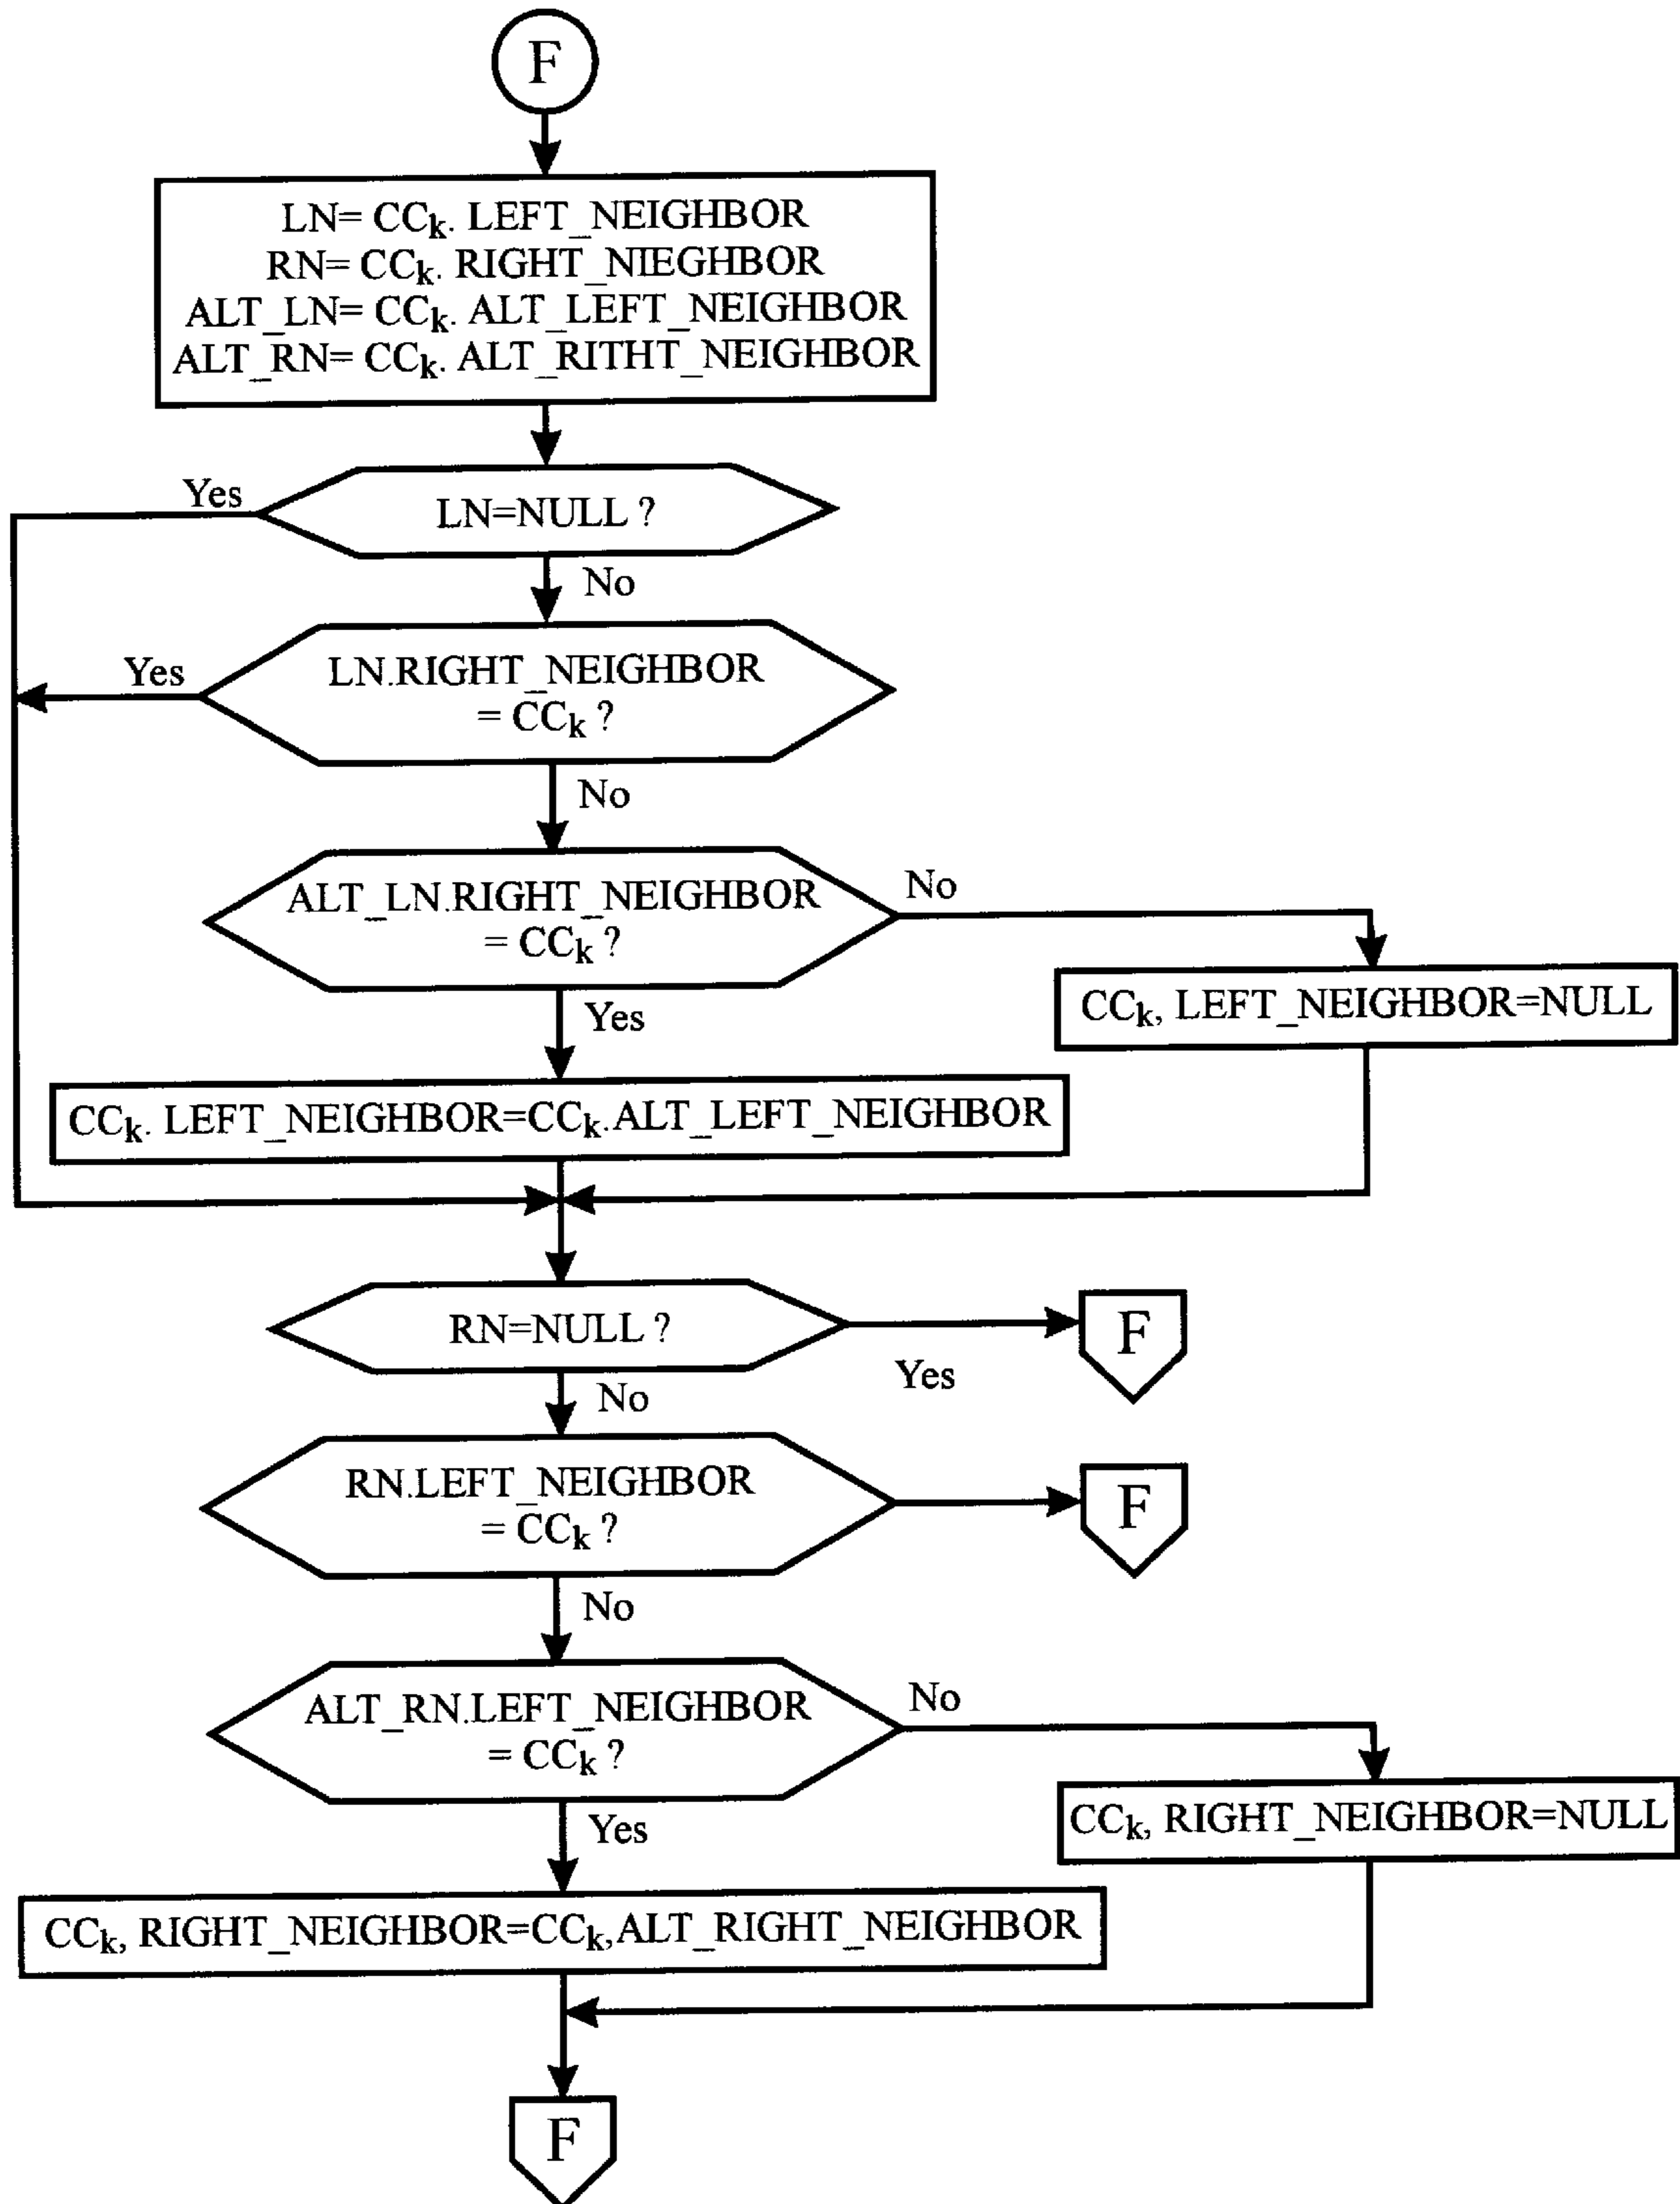 F
LN= CCk. LEFT_NEIGHBOR
RN= CCk. RIGHT_NIEGHBOR
ALT_LN= CCk. ALT_LEFT_NEIGHBOR
ALT_RN= CCk. ALT_RITHT_NEIGHBOR
Yes
LN=NULL ?
No
Yes
LN.RIGHT_NEIGHBOR
= CCk ?
No
ALT_LN.RIGHT_NEIGHBOR
= CCk ?
No
CCk, LEFT_NEIGHBOR=NULL
Yes
CCk. LEFT_NEIGHBOR=CCk.ALT_LEFT_NEIGHBOR
RN=NULL ?
F
Yes
No
RN.LEFT_NEIGHBOR
= CCk ?
F
No
ALT_RN.LEFT_NEIGHBOR
= CCk ?
No
CCk, RIGHT_NEIGHBOR=NULL
Yes
CCk, RIGHT_NEIGHBOR=CCk,ALT_RIGHT_NEIGHBOR
F